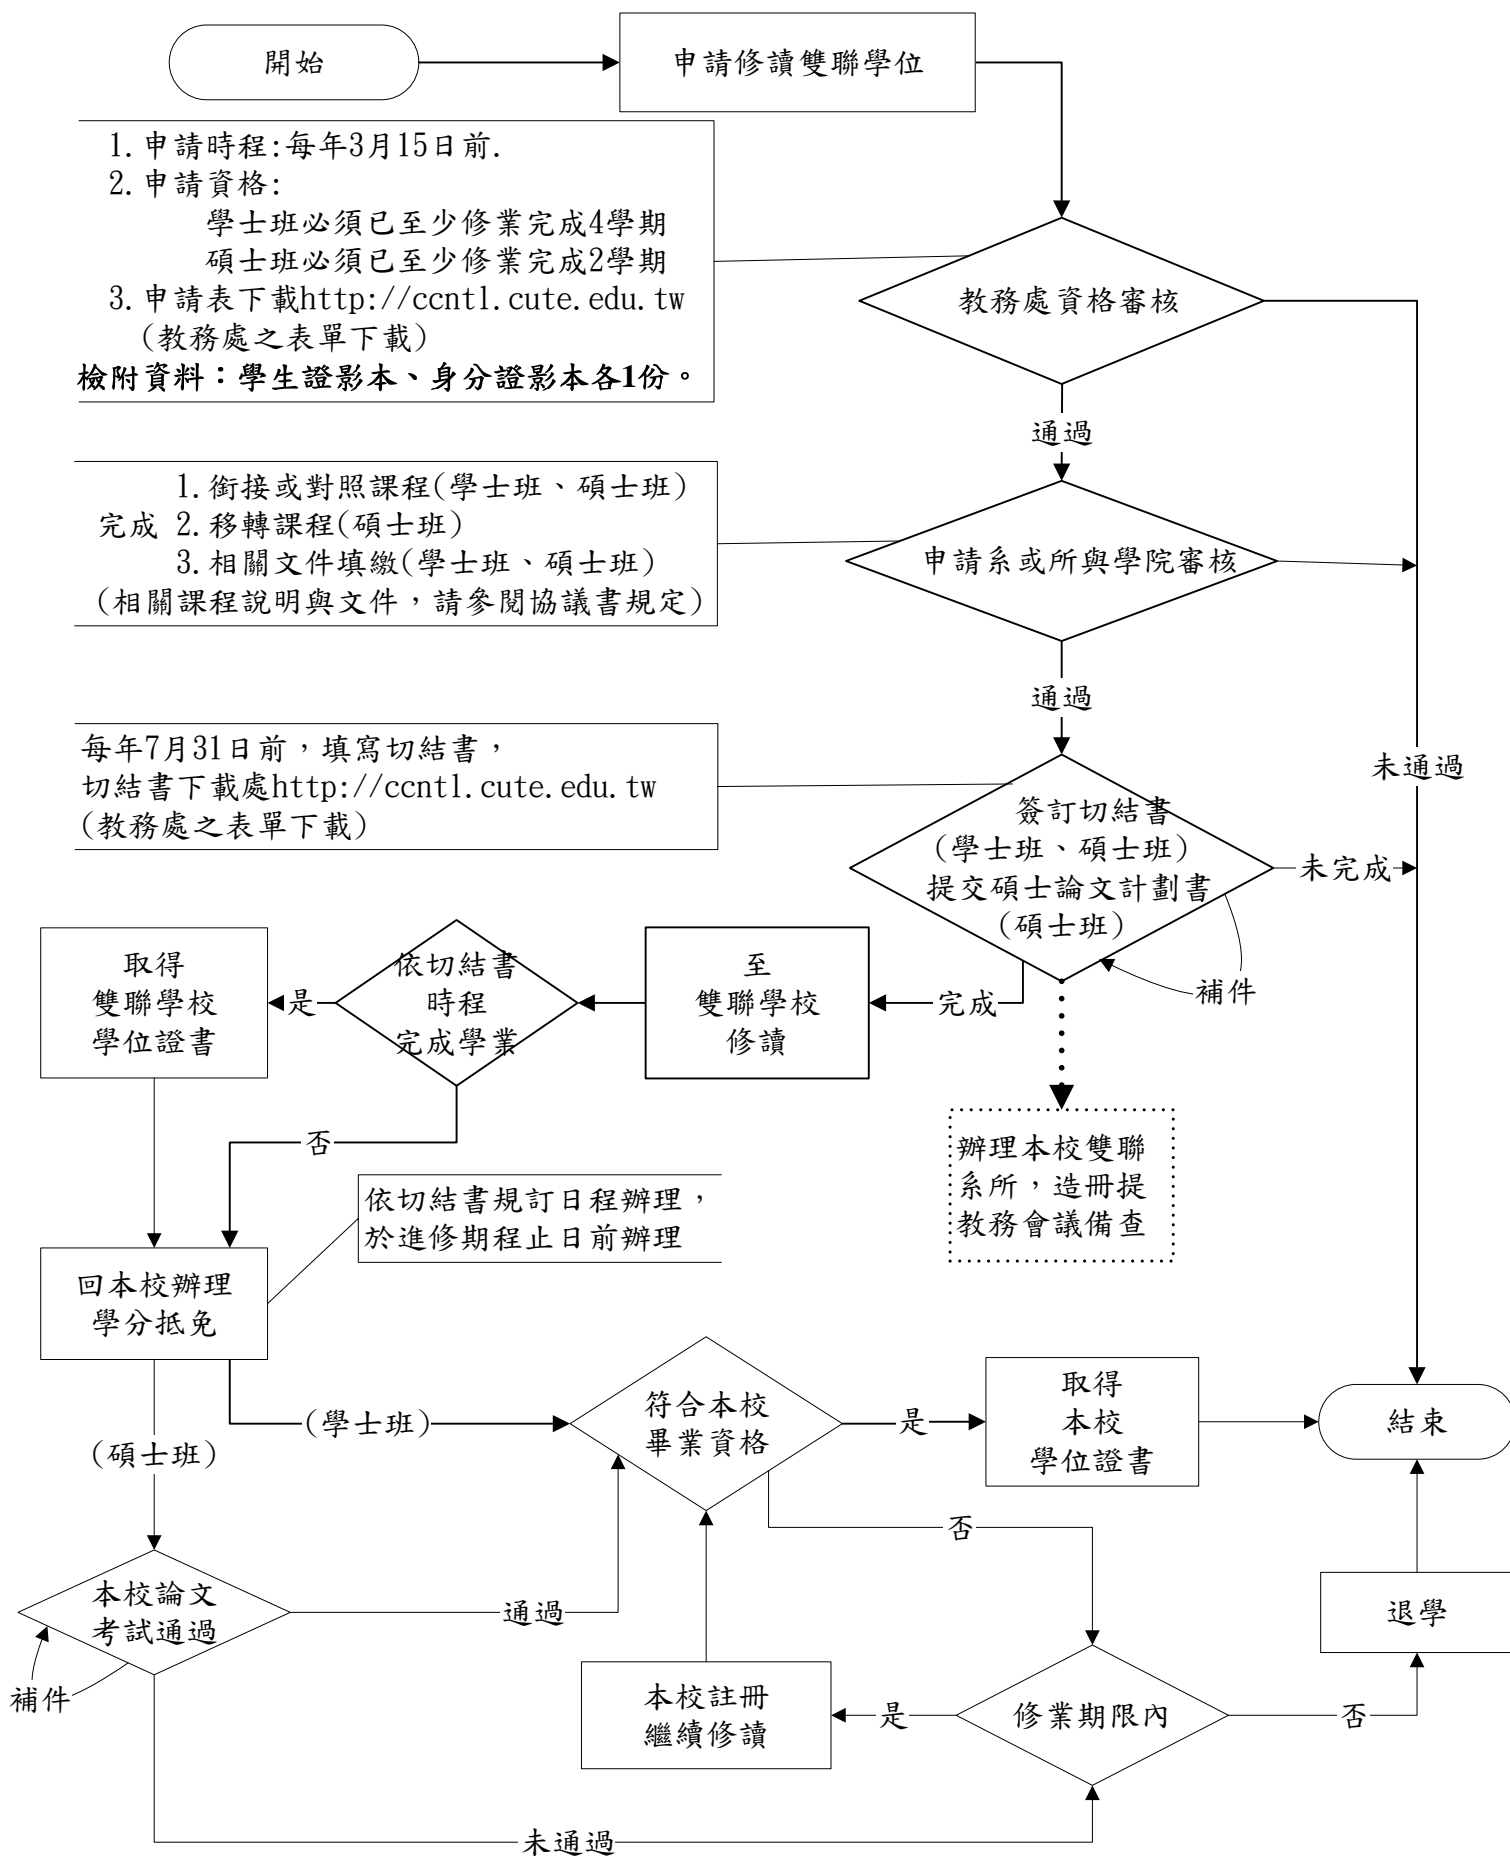 開始
申請修讀雙聯學位
1.申請時程:每年3月15日前.
2.申請資格:
學士班必須已至少修業完成4學期
碩士班必須已至少修業完成2學期
3.申請表下載http://ccntl.cute.edu.tw
(教務處之表單下載)
檢附資料：學生證影本、身分證影本各1份。
教務處資格審核
通過
1.銜接或對照課程(學士班、碩士班)
完成 2.移轉課程(碩士班)
3.相關文件填繳(學士班、碩士班)
(相關課程說明與文件，請參閱協議書規定)
申請系或所與學院審核
通過
未通過
每年7月31日前，填寫切結書，
切結書下載處http://ccntl.cute.edu.tw
(教務處之表單下載)
簽訂切結書
(學士班、碩士班)
提交碩士論文計劃書
(碩士班)
未完成
補件
完成
至
雙聯學校
修讀
依切結書
時程
完成學業
是
取得
雙聯學校
學位證書
否
辦理本校雙聯
系所，造冊提
教務會議備查
依切結書規訂日程辦理，
於進修期程止日前辦理
回本校辦理
學分抵免
(學士班)
(碩士班)
符合本校
畢業資格
是
取得
本校
學位證書
結束
否
本校論文
考試通過
通過
補件
本校註冊
繼續修讀
是
修業期限內
否
退學
未通過